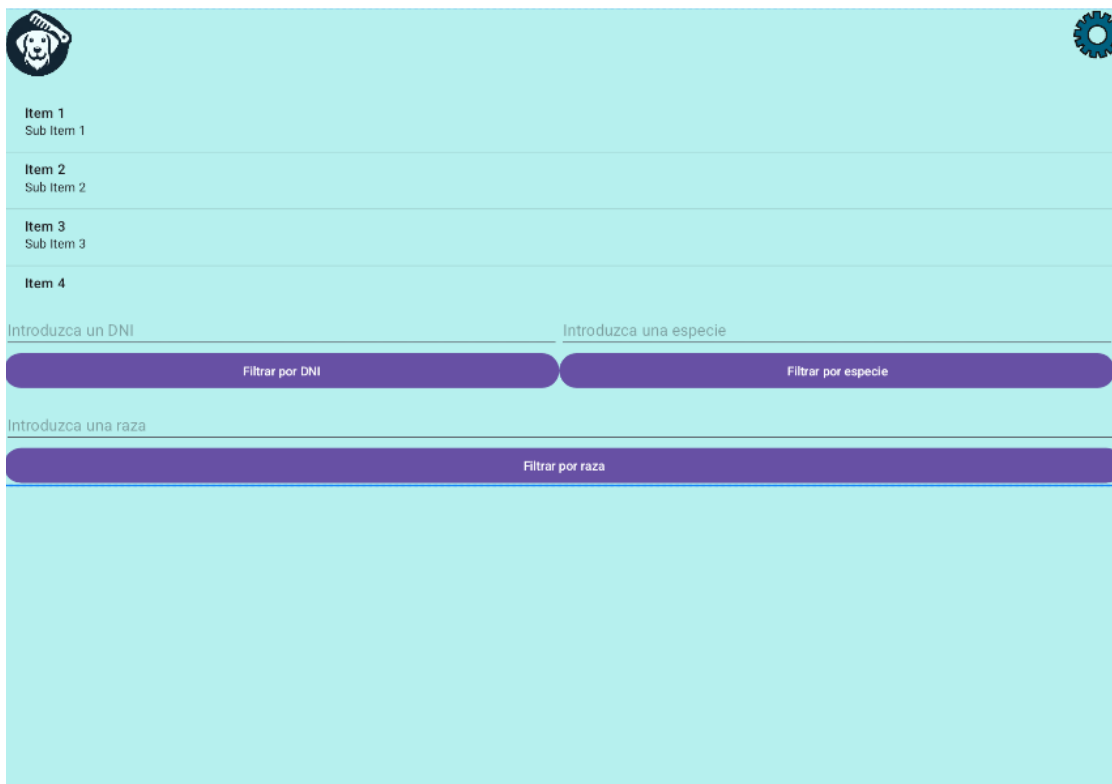 Item 1
Sub Item 1
Item 2
Sub Item 2
Item 3
Sub Item 3
Item 4
Introduzca un DNI
Introduzca una especie
Filtrar por DNI
Filtrar por especie
Introduzca una raza
Filtrar por raza